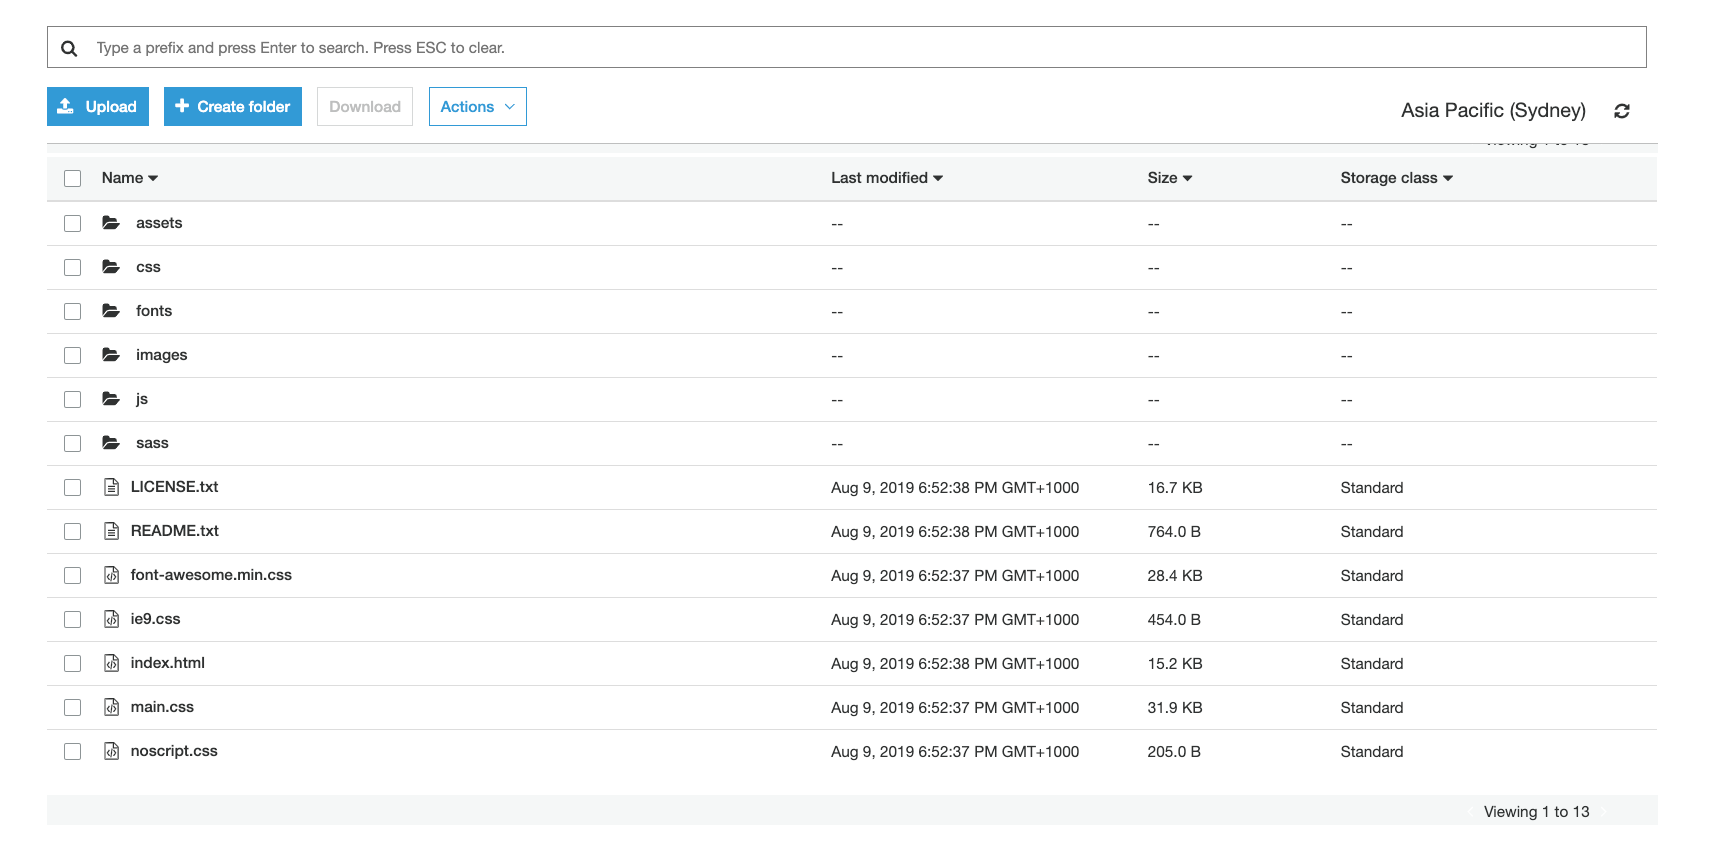 Type a prefix and press Enter to search. Press ESC to clear.
Upload Create folder Download Actions
Asia Pacific (Sydney)
Viewing 1 to 13
Name Last modified Size Storage class
assets -- -- --
css -- -- --
fonts -- -- --
images -- -- --
js -- -- --
sass -- -- --
LICENSE.txt Aug 9, 2019 6:52:38 PM GMT+1000 16.7 KB Standard
README.txt Aug 9, 2019 6:52:38 PM GMT+1000 764.0 B Standard
font-awesome.min.css Aug 9, 2019 6:52:37 PM GMT+1000 28.4 KB Standard
ie9.css Aug 9, 2019 6:52:37 PM GMT+1000 454.0 B Standard
index.html Aug 9, 2019 6:52:38 PM GMT+1000 15.2 KB Standard
main.css Aug 9, 2019 6:52:37 PM GMT+1000 31.9 KB Standard
noscript.css Aug 9, 2019 6:52:37 PM GMT+1000 205.0 B Standard
Viewing 1 to 13